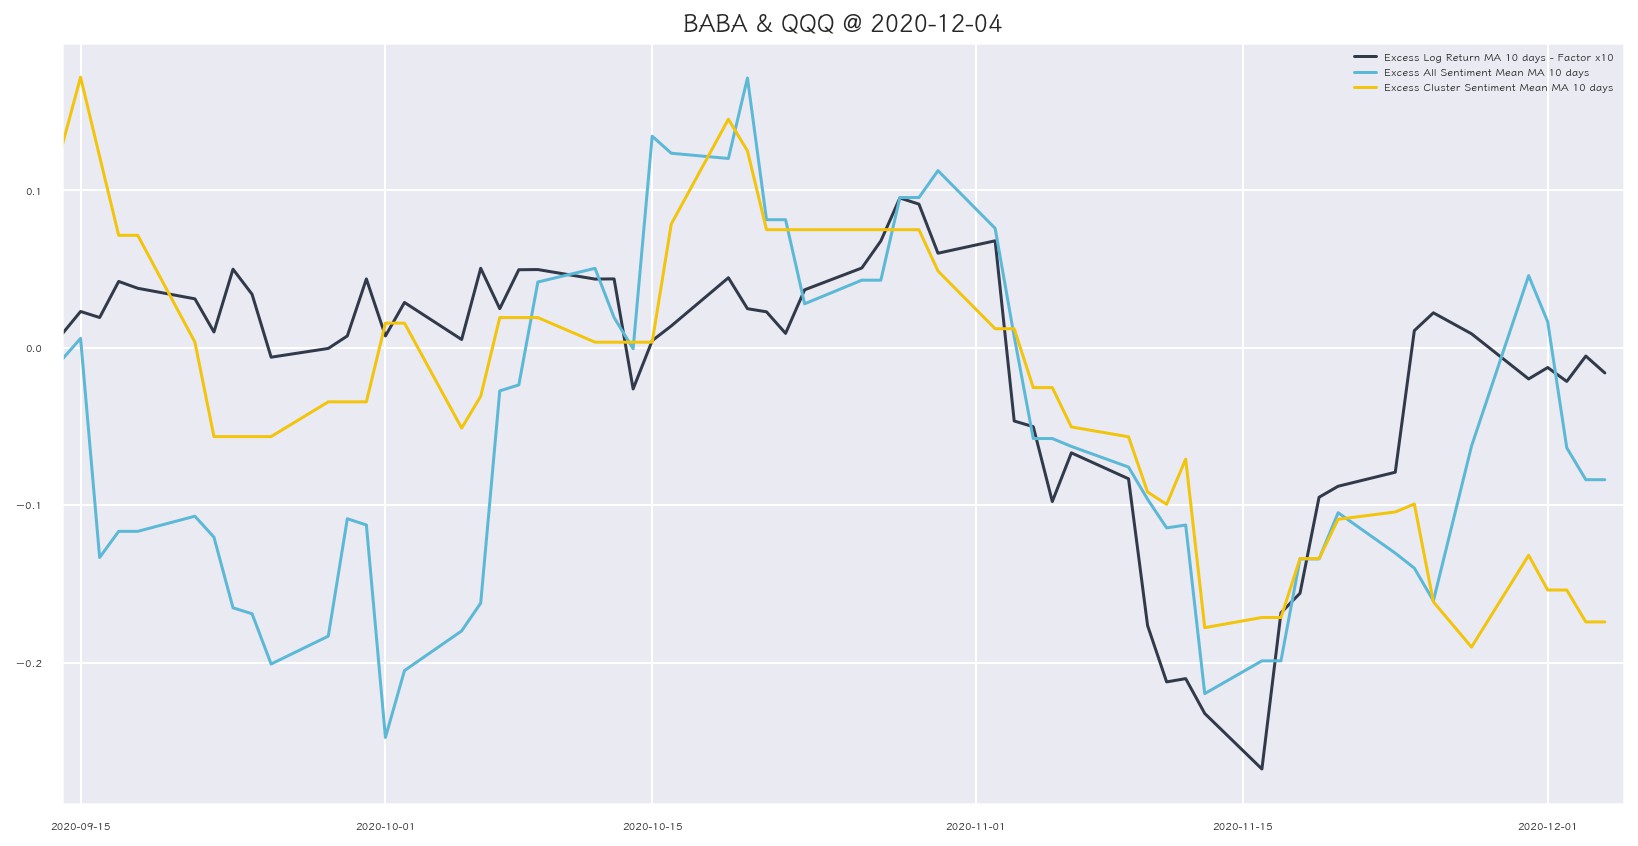 BABA & QQQ @ 2020-12-04
Excess Log Return MA 10 days - Factor x10
Excess All Sentiment Mean MA 10 days
Excess Cluster Sentiment Mean MA 10 days
0.1
0.0
−0.1
−0.2
2020-09-15 2020-10-01 2020-10-15 2020-11-01 2020-11-15 2020-12-01